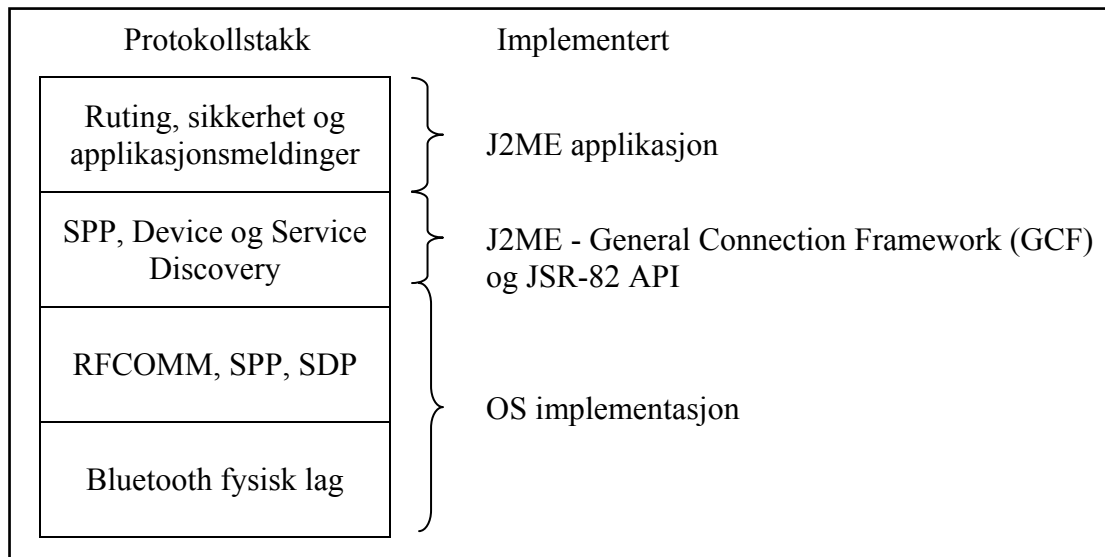 Protokollstakk
Implementert
Ruting, sikkerhet og
applikasjonsmeldinger
J2ME applikasjon
SPP, Device og Service
Discovery
J2ME - General Connection Framework (GCF)
og JSR-82 API
RFCOMM, SPP, SDP
OS implementasjon
Bluetooth fysisk lag